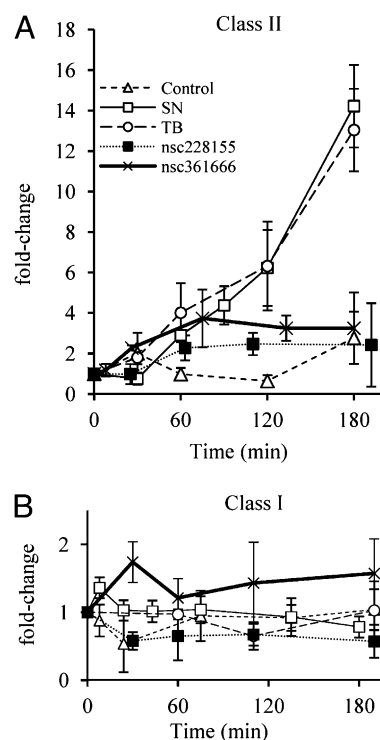 A
Class II
18
16
14
12
10
8
6
4
2
0
fold-change
Control
SN
TB
nsc228155
nsc361666
0 60 120 180
Time (min)
B
Class I
2
1
0
fold-change
0 60 120 180
Time (min)